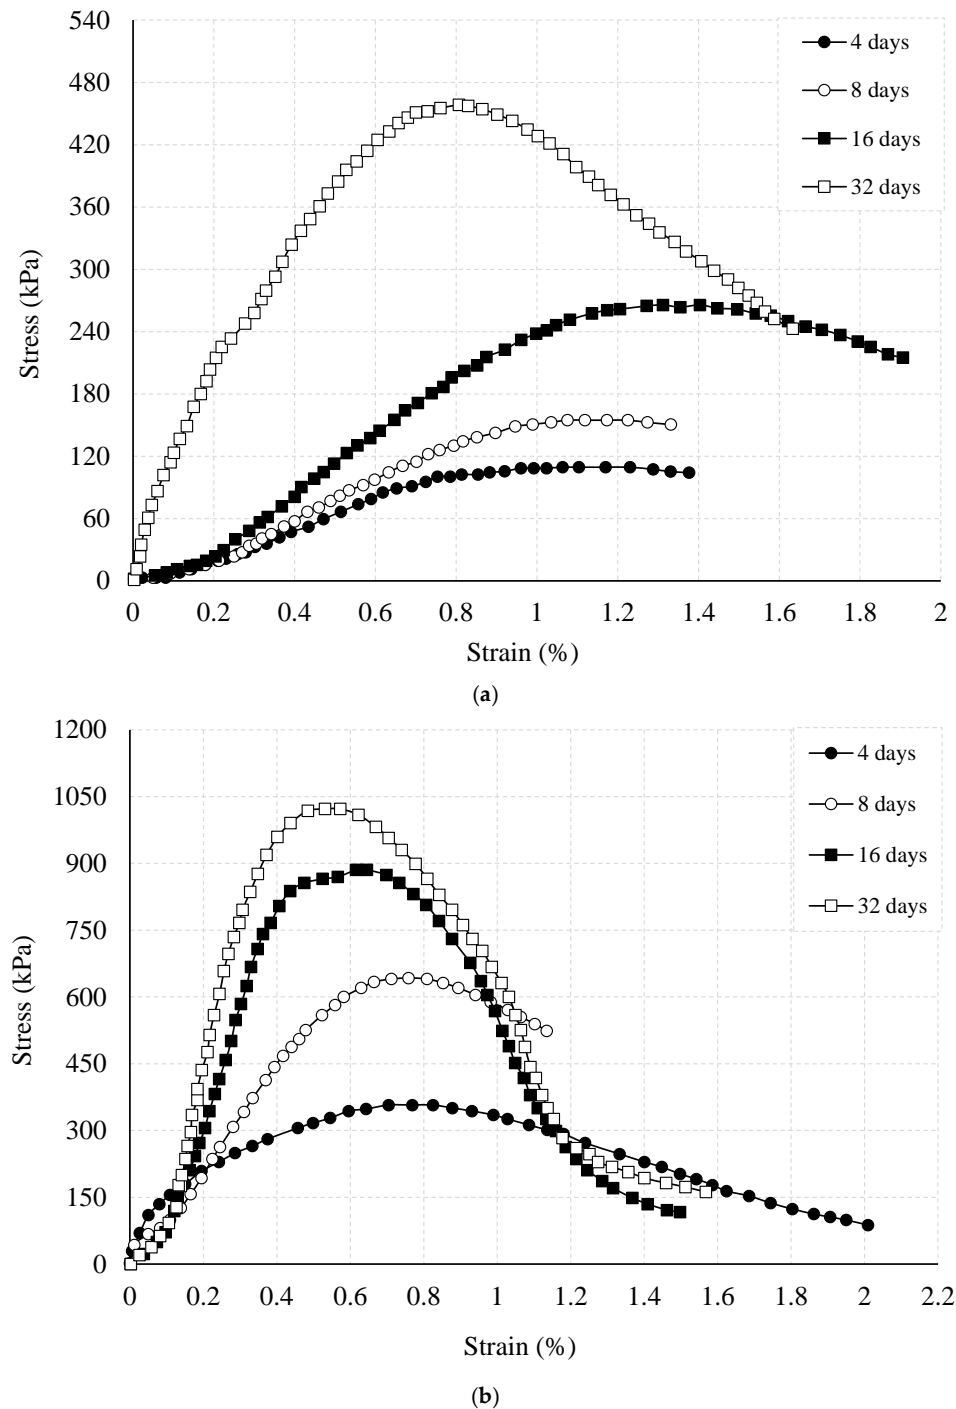 540
480
420
360
300
240
180
120
60
0
Stress (kPa)
4 days
8 days
16 days
32 days
0 0.2 0.4 0.6 0.8 1 1.2 1.4 1.6 1.8 2
Strain (%)
(a)
1200
1050
900
750
600
450
300
150
0
Stress (kPa)
4 days
8 days
16 days
32 days
0 0.2 0.4 0.6 0.8 1 1.2 1.4 1.6 1.8 2 2.2
Strain (%)
(b)